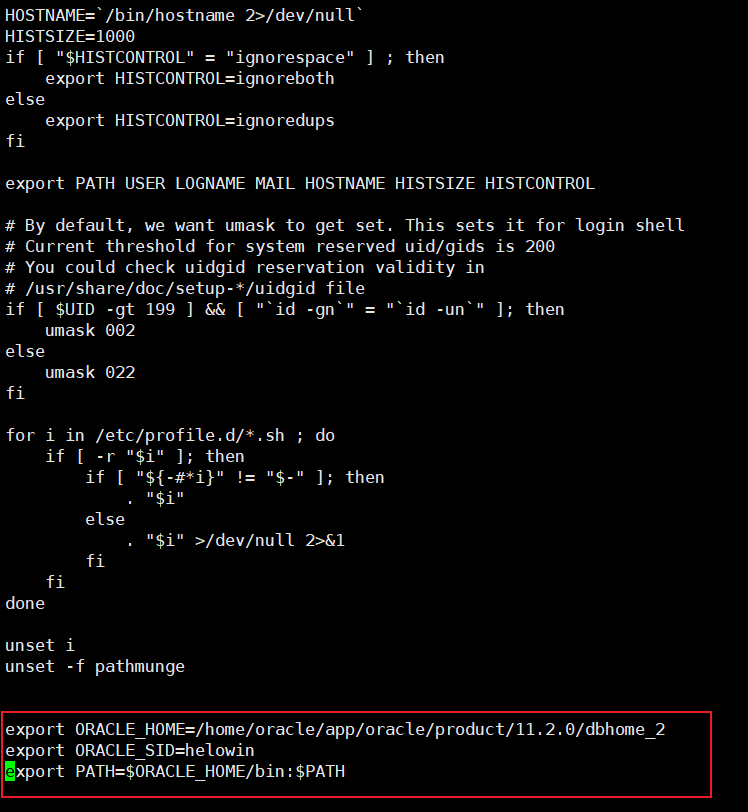 HOSTNAME=`/bin/hostname 2>/dev/null`
HISTSIZE=1000
if [ "$HISTCONTROL" = "ignorespace" ] ; then
    export HISTCONTROL=ignoreboth
else
    export HISTCONTROL=ignoredups
fi

export PATH USER LOGNAME MAIL HOSTNAME HISTSIZE HISTCONTROL

# By default, we want umask to get set. This sets it for login shell
# Current threshold for system reserved uid/gids is 200
# You could check uidgid reservation validity in
# /usr/share/doc/setup-*/uidgid file
if [ $UID -gt 199 ] && [ "`id -gn`" = "`id -un`" ]; then
    umask 002
else
    umask 022
fi

for i in /etc/profile.d/*.sh ; do
    if [ -r "$i" ]; then
        if [ "${-#*i}" != "$-" ]; then
            . "$i"
        else
            . "$i" >/dev/null 2>&1
        fi
    fi
done

unset i
unset -f pathmunge

export ORACLE_HOME=/home/oracle/app/oracle/product/11.2.0/dbhome_2
export ORACLE_SID=helowin
export PATH=$ORACLE_HOME/bin:$PATH